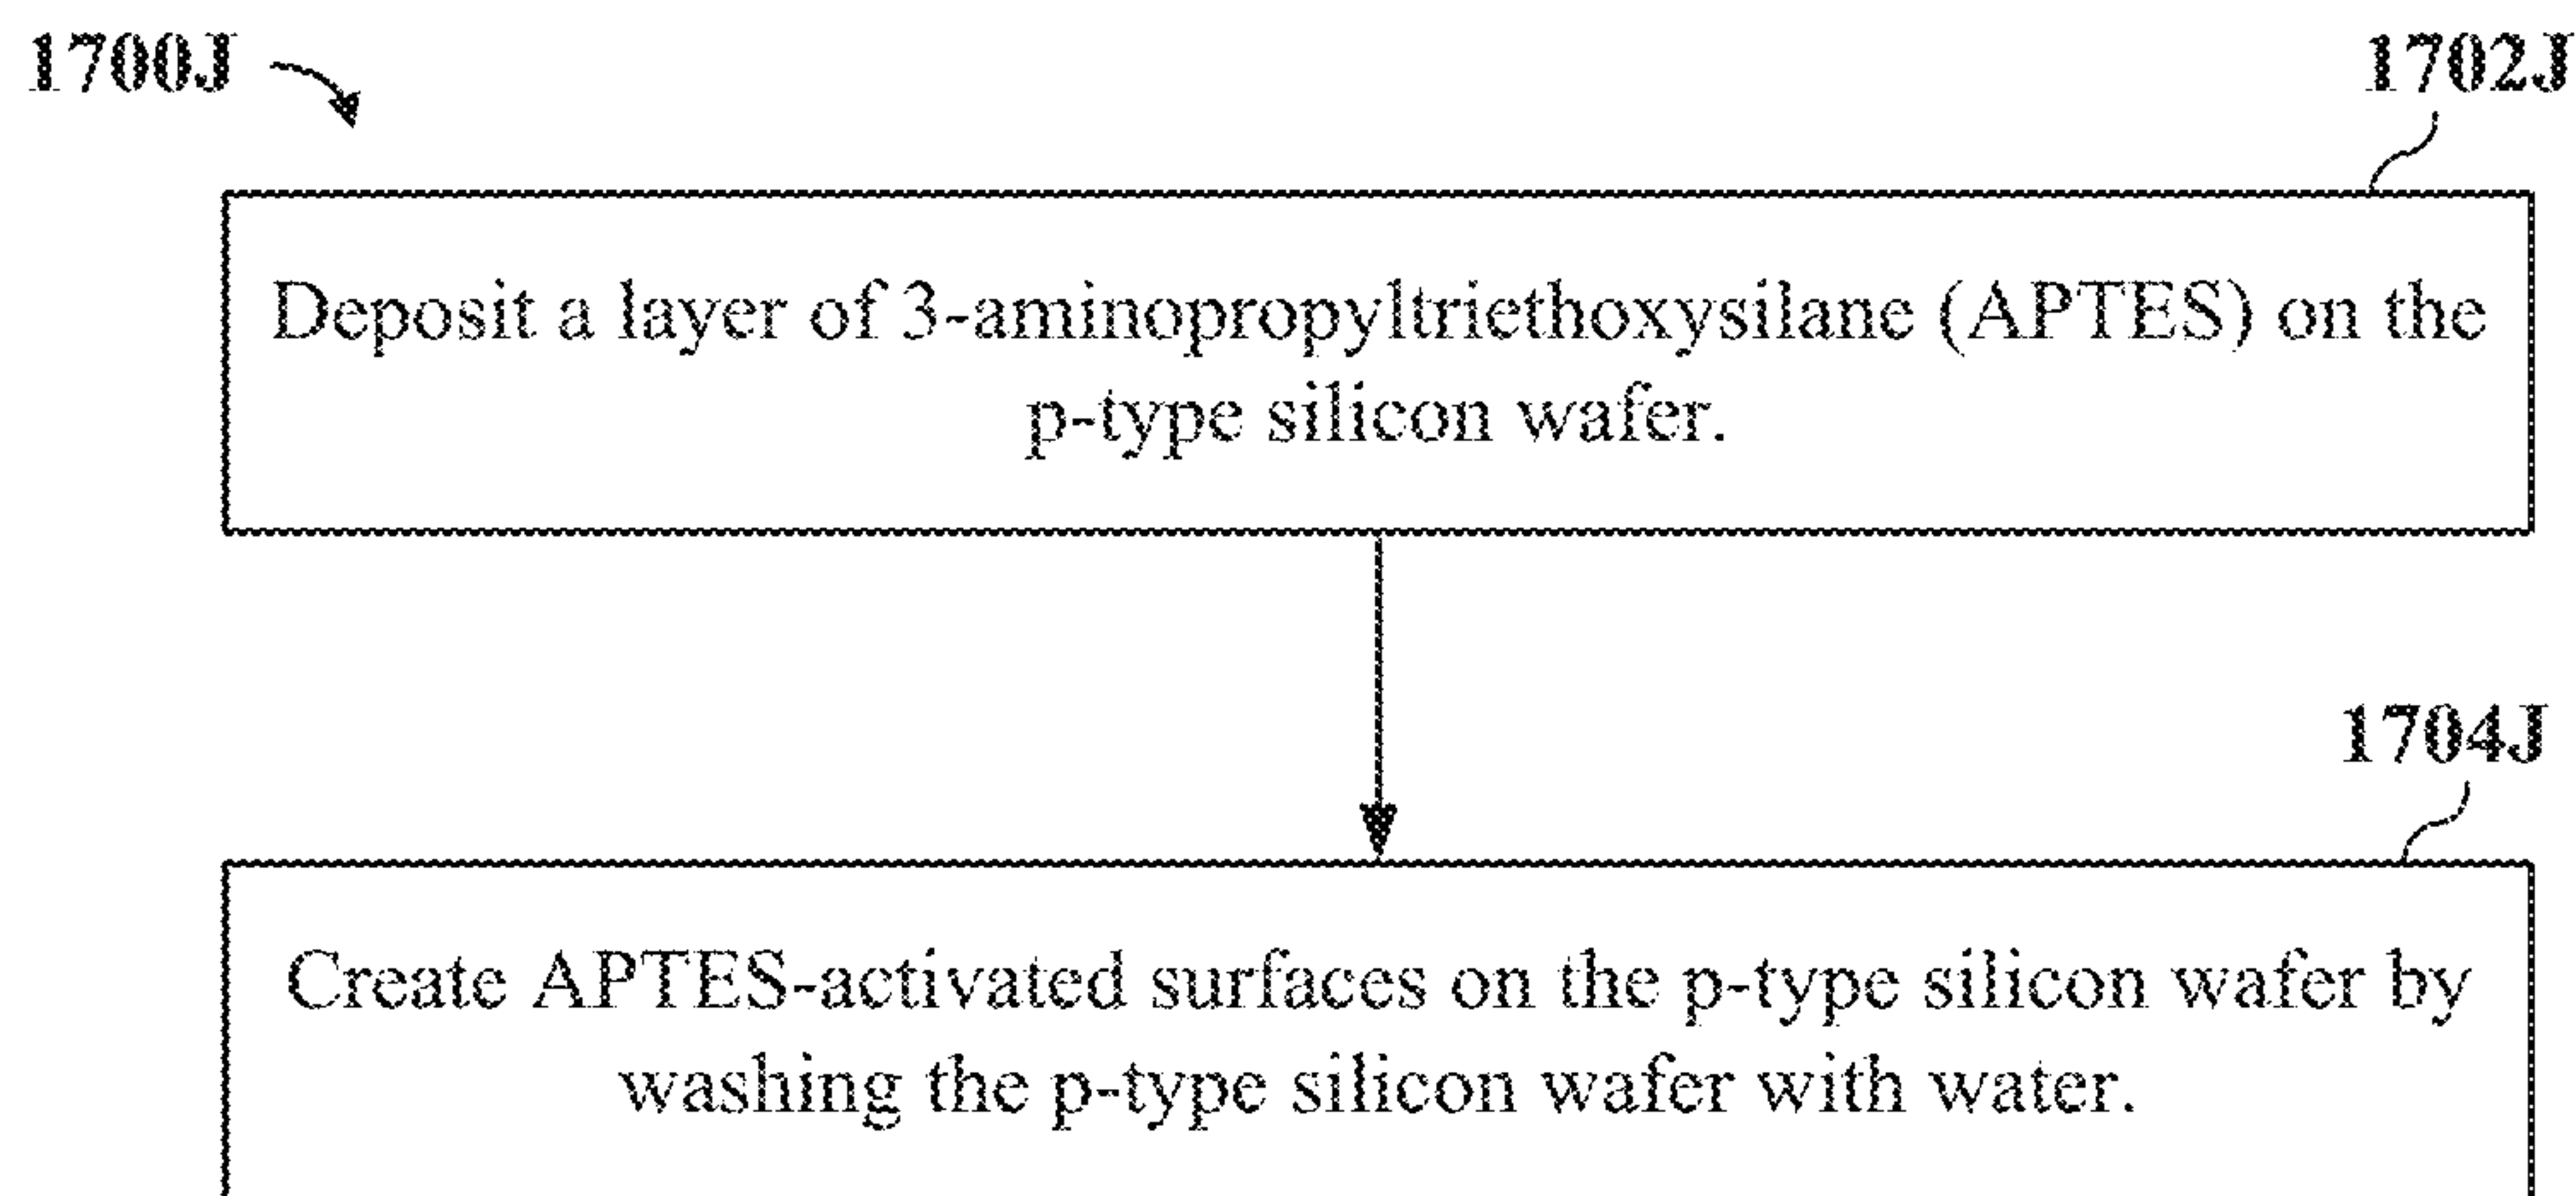 1700J
1702J
Deposit a layer of 3-aminopropyltriethoxysilane (APTES) on the
p-type silicon wafer.
1704J
Create APTES-activated surfaces on the p-type silicon wafer by
washing the p-type silicon wafer with water.